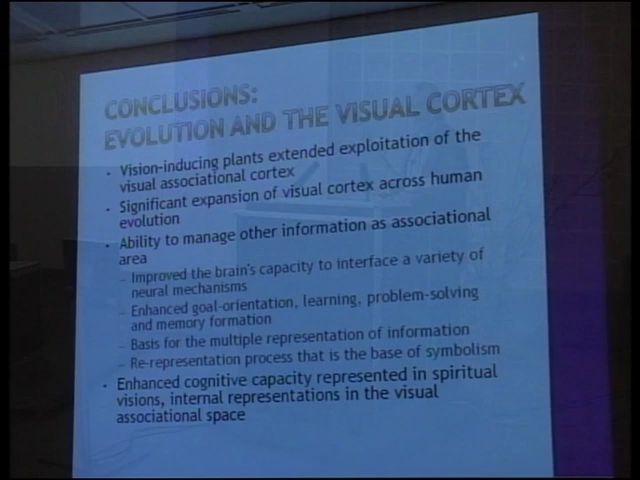 CONCLUSIONS:
EVOLUTION AND THE VISUAL CORTEX
• Vision-inducing plants extended exploitation of the
visual associational cortex
• Significant expansion of visual cortex across human
evolution
• Ability to manage other information as associational
area
– Improved the brain's capacity to interface a variety of
neural mechanisms
– Enhanced goal-orientation, learning, problem-solving
and memory formation
– Basis for the multiple representation of information
– Re-representation process that is the base of symbolism
• Enhanced cognitive capacity represented in spiritual
visions, internal representations in the visual
associational space